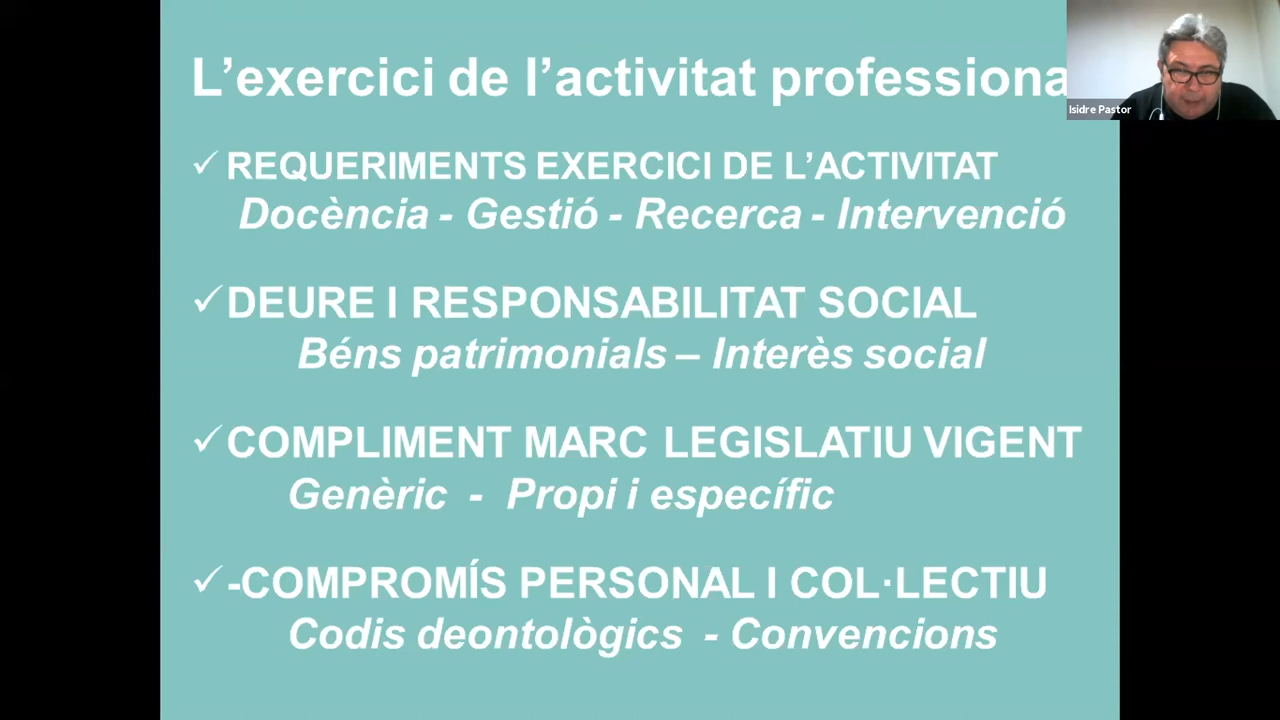 L’exercici de l’activitat professiona
Isidre Pastor
✓ REQUERIMENTS EXERCICI DE L’ACTIVITAT
Docència - Gestió - Recerca - Intervenció
✓ DEURE I RESPONSABILITAT SOCIAL
Béns patrimonials – Interès social
✓ COMPLIMENT MARC LEGISLATIU VIGENT
Genèric - Propi i específic
✓ -COMPROMÍS PERSONAL I COL·LECTIU
Codis deontològics - Convencions